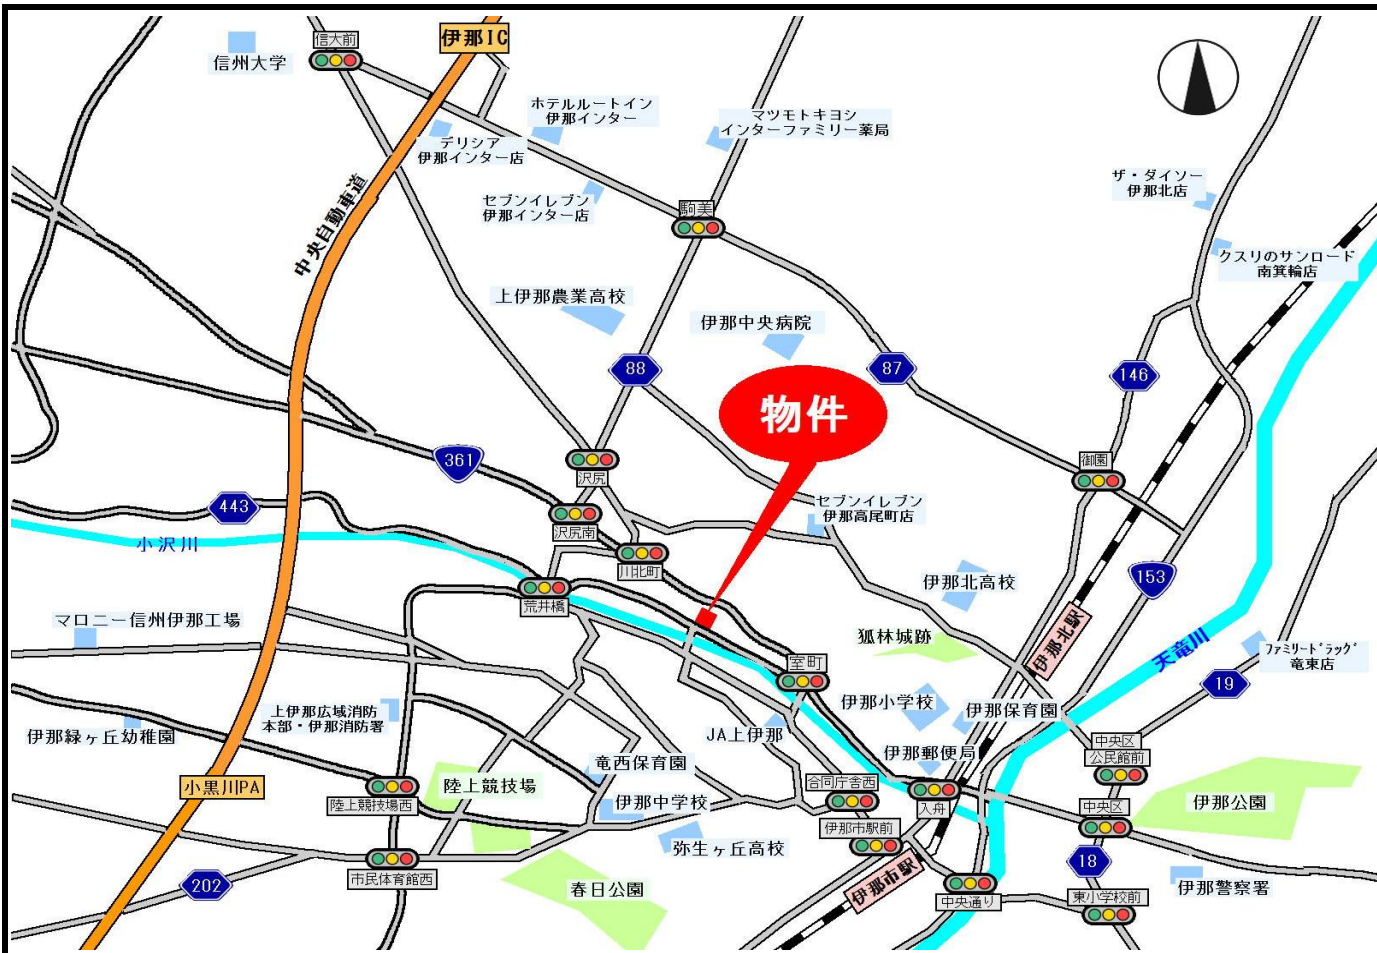 信大前
伊那IC
信州大学
ホテルルートイン
伊那インター
マツモトキヨシ
インターファミリー薬局
デリシア
伊那インター店
ザ・ダイソー
伊那北店
セブンイレブン
伊那インター店
駒美
中央自動車道
クスリのサンロード
南箕輪店
上伊那農業高校
伊那中央病院
88
87
146
物件
361
沢尻
御園
443
セブンイレブン
伊那高尾町店
沢尻南
小沢川
川北町
153
伊那北高校
荒井橋
マロニー信州伊那工場
狐林城跡
伊那北駅
天竜川
ファミリードラッグ
竜東店
室町
19
上伊那広域消防
本部・伊那消防署
伊那小学校
伊那保育園
伊那緑ヶ丘幼稚園
JA上伊那
中央区
公民館前
伊那郵便局
竜西保育園
小黒川PA
陸上競技場
合同庁舎西
陸上競技場西
伊那中学校
入舟
中央区
伊那公園
伊那市駅前
弥生ヶ丘高校
18
市民体育館西
202
春日公園
伊那市駅
中央通り
東小学校前
伊那警察署